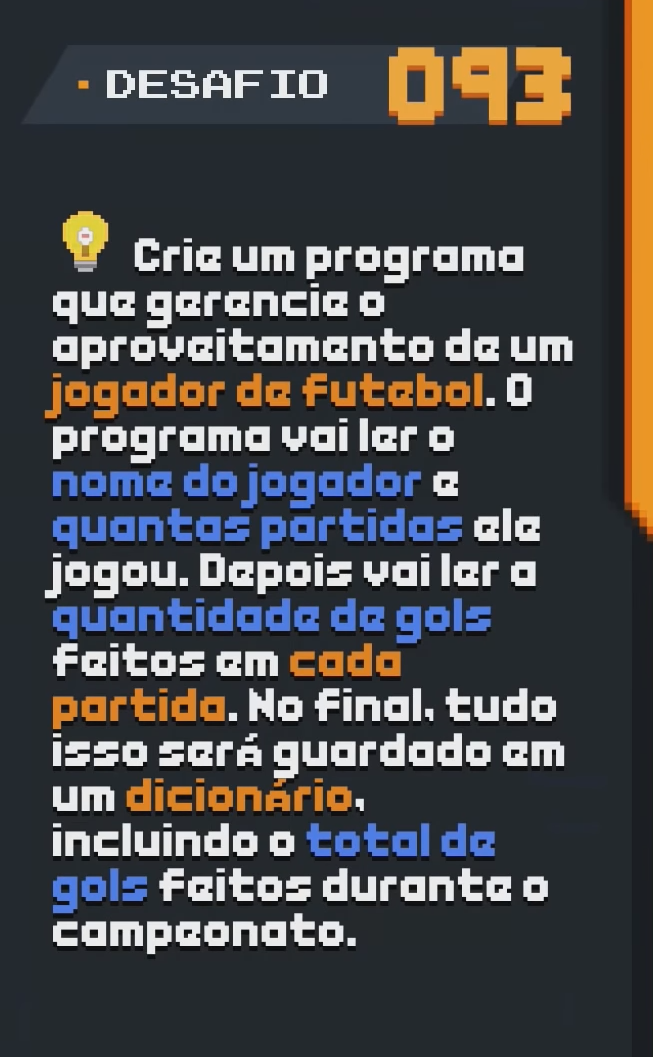 DESAFIO 093
Crie um programa
que gerencie o
aproveitamento de um
jogador de futebol. O
programa vai ler o
nome do jogador e
quantas partidas ele
jogou. Depois vai ler a
quantidade de gols
feitos em cada
partida. No final, tudo
isso será guardado em
um dicionário,
incluindo o total de
gols feitos durante o
campeonato.